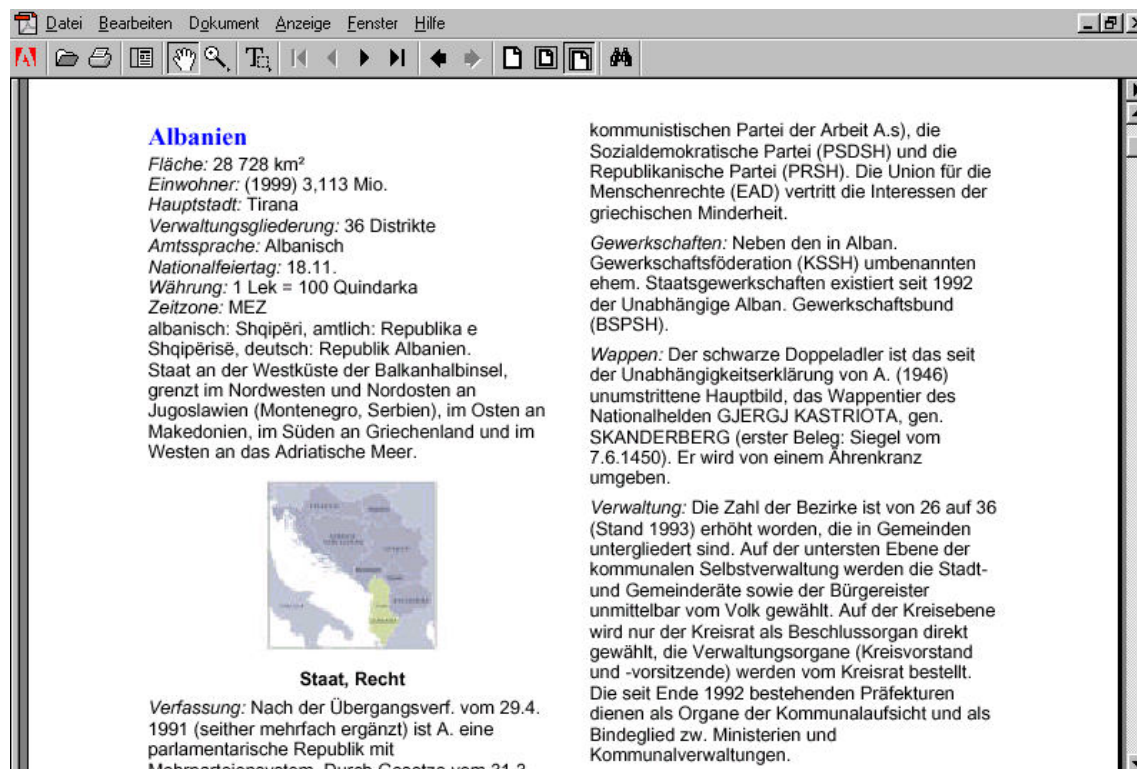 Datei Bearbeiten Dokument Anzeige Fenster Hilfe
Albanien
Fläche: 28 728 km²
Einwohner: (1999) 3,113 Mio.
Hauptstadt: Tirana
Verwaltungsgliederung: 36 Distrikte
Amtssprache: Albanisch
Nationalfeiertag: 18.11.
Währung: 1 Lek = 100 Quindarka
Zeitzone: MEZ
albanisch: Shqipëri, amtlich: Republika e
Shqipërisë, deutsch: Republik Albanien.
Staat an der Westküste der Balkanhalbinsel,
grenzt im Nordwesten und Nordosten an
Jugoslawien (Montenegro, Serbien), im Osten an
Makedonien, im Süden an Griechenland und im
Westen an das Adriatische Meer.
Staat, Recht
Verfassung: Nach der Übergangsverf. vom 29.4.
1991 (seither mehrfach ergänzt) ist A. eine
parlamentarische Republik mit
Mehrparteiensystem. Durch Gesetze vom 31.3.
kommunistischen Partei der Arbeit A.s), die
Sozialdemokratische Partei (PSDSH) und die
Republikanische Partei (PRSH). Die Union für die
Menschenrechte (EAD) vertritt die Interessen der
griechischen Minderheit.
Gewerkschaften: Neben den in Alban.
Gewerkschaftsföderation (KSSH) umbenannten
ehem. Staatsgewerkschaften existiert seit 1992
der Unabhängige Alban. Gewerkschaftsbund
(BSPSH).
Wappen: Der schwarze Doppeladler ist das seit
der Unabhängigkeitserklärung von A. (1946)
unumstrittene Hauptbild, das Wappentier des
Nationalhelden GJERGJ KASTRIOTA, gen.
SKANDERBERG (erster Beleg: Siegel vom
7.6.1450). Er wird von einem Ährenkranz
umgeben.
Verwaltung: Die Zahl der Bezirke ist von 26 auf 36
(Stand 1993) erhöht worden, die in Gemeinden
untergliedert sind. Auf der untersten Ebene der
kommunalen Selbstverwaltung werden die Stadt-
und Gemeinderäte sowie der Bürgereister
unmittelbar vom Volk gewählt. Auf der Kreisebene
wird nur der Kreisrat als Beschlussorgan direkt
gewählt, die Verwaltungsorgane (Kreisvorstand
und -vorsitzende) werden vom Kreisrat bestellt.
Die seit Ende 1992 bestehenden Präfekturen
dienen als Organe der Kommunalaufsicht und als
Bindeglied zw. Ministerien und
Kommunalverwaltungen.